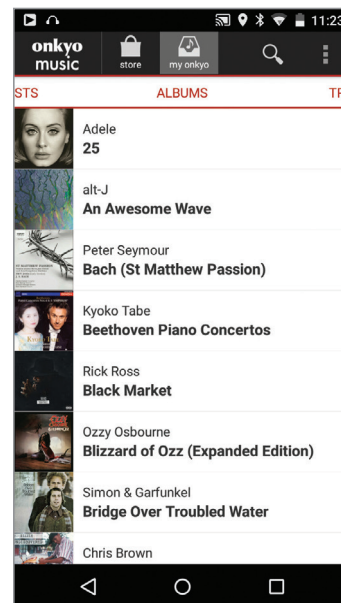 11:23
onkyo
music
store
my onkyo
STS
ALBUMS
TR
Adele
25
alt-J
An Awesome Wave
Peter Seymour
Bach (St Matthew Passion)
Kyoko Tabe
Beethoven Piano Concertos
Rick Ross
Black Market
Ozzy Osbourne
Blizzard of Ozz (Expanded Edition)
Simon & Garfunkel
Bridge Over Troubled Water
Chris Brown